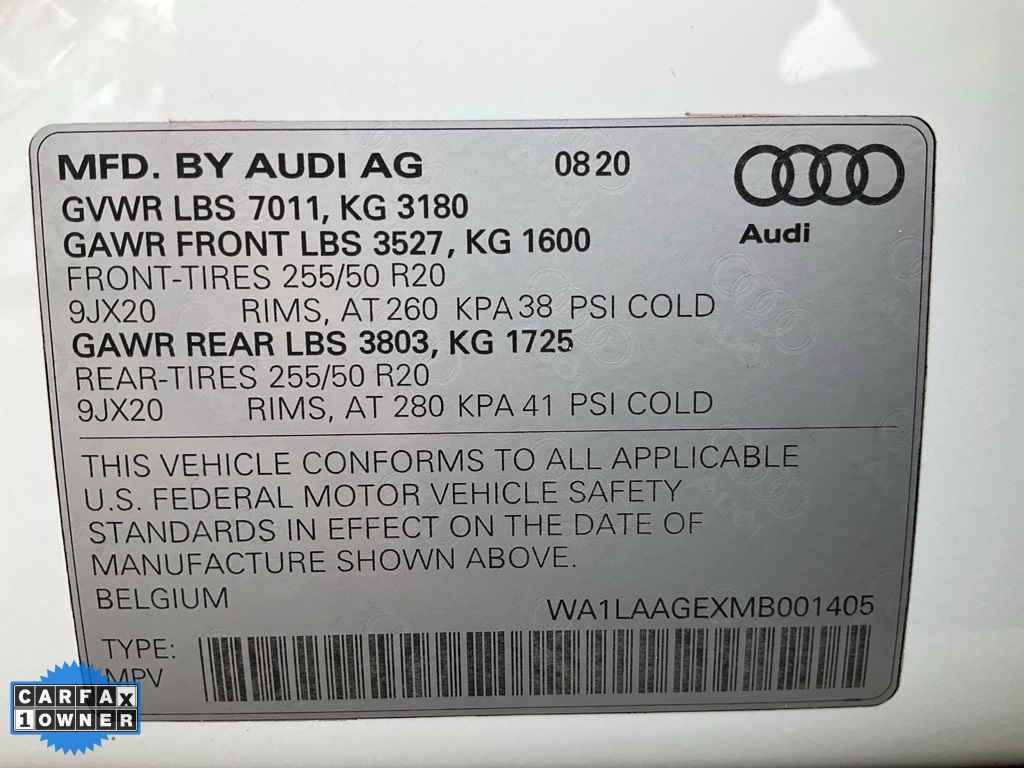 MFD. BY AUDI AG 08 20
GVWR LBS 7011, KG 3180
GAWR FRONT LBS 3527, KG 1600
Audi
FRONT-TIRES 255/50 R20
9JX20 RIMS, AT 260 KPA 38 PSI COLD
GAWR REAR LBS 3803, KG 1725
REAR-TIRES 255/50 R20
9JX20 RIMS, AT 280 KPA 41 PSI COLD
THIS VEHICLE CONFORMS TO ALL APPLICABLE
U.S. FEDERAL MOTOR VEHICLE SAFETY
STANDARDS IN EFFECT ON THE DATE OF
MANUFACTURE SHOWN ABOVE.
BELGIUM
WA1LAAGEXMB001405
TYPE:
MPV
CARFAX
1 OWNER